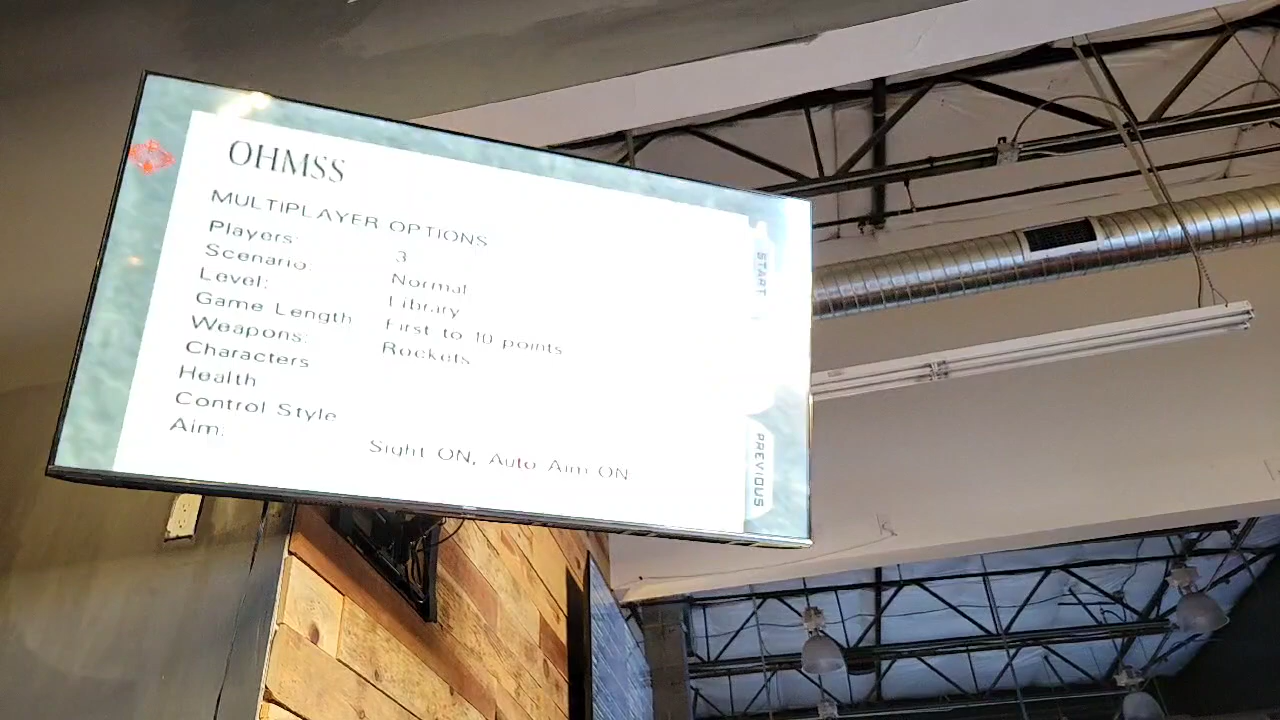 OHMSS
MULTIPLAYER OPTIONS
Players: 3
Scenario: Normal
Level: Library
Game Length First to 10 points
Weapons: Rockets
Characters
Health
Control Style
Aim: Sight ON, Auto Aim ON
START
PREVIOUS